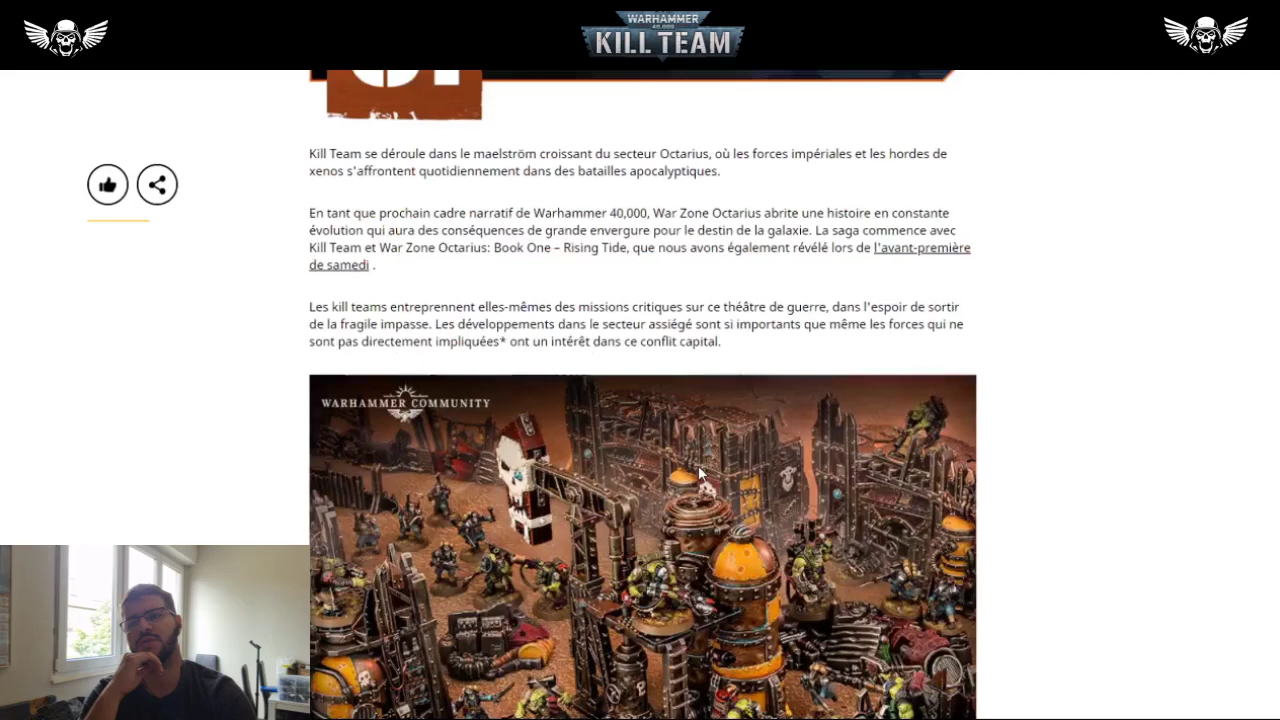 WARHAMMER
40,000
KILL TEAM
Kill Team se déroule dans le maelström croissant du secteur Octarius, où les forces impériales et les hordes de
xenos s'affrontent quotidiennement dans des batailles apocalyptiques.
En tant que prochain cadre narratif de Warhammer 40,000, War Zone Octarius abrite une histoire en constante
évolution qui aura des conséquences de grande envergure pour le destin de la galaxie. La saga commence avec
Kill Team et War Zone Octarius: Book One – Rising Tide, que nous avons également révélé lors de l'avant-première
de samedi .
Les kill teams entreprennent elles-mêmes des missions critiques sur ce théâtre de guerre, dans l'espoir de sortir
de la fragile impasse. Les développements dans le secteur assiégé sont si importants que même les forces qui ne
sont pas directement impliquées* ont un intérêt dans ce conflit capital.
WARHAMMER COMMUNITY